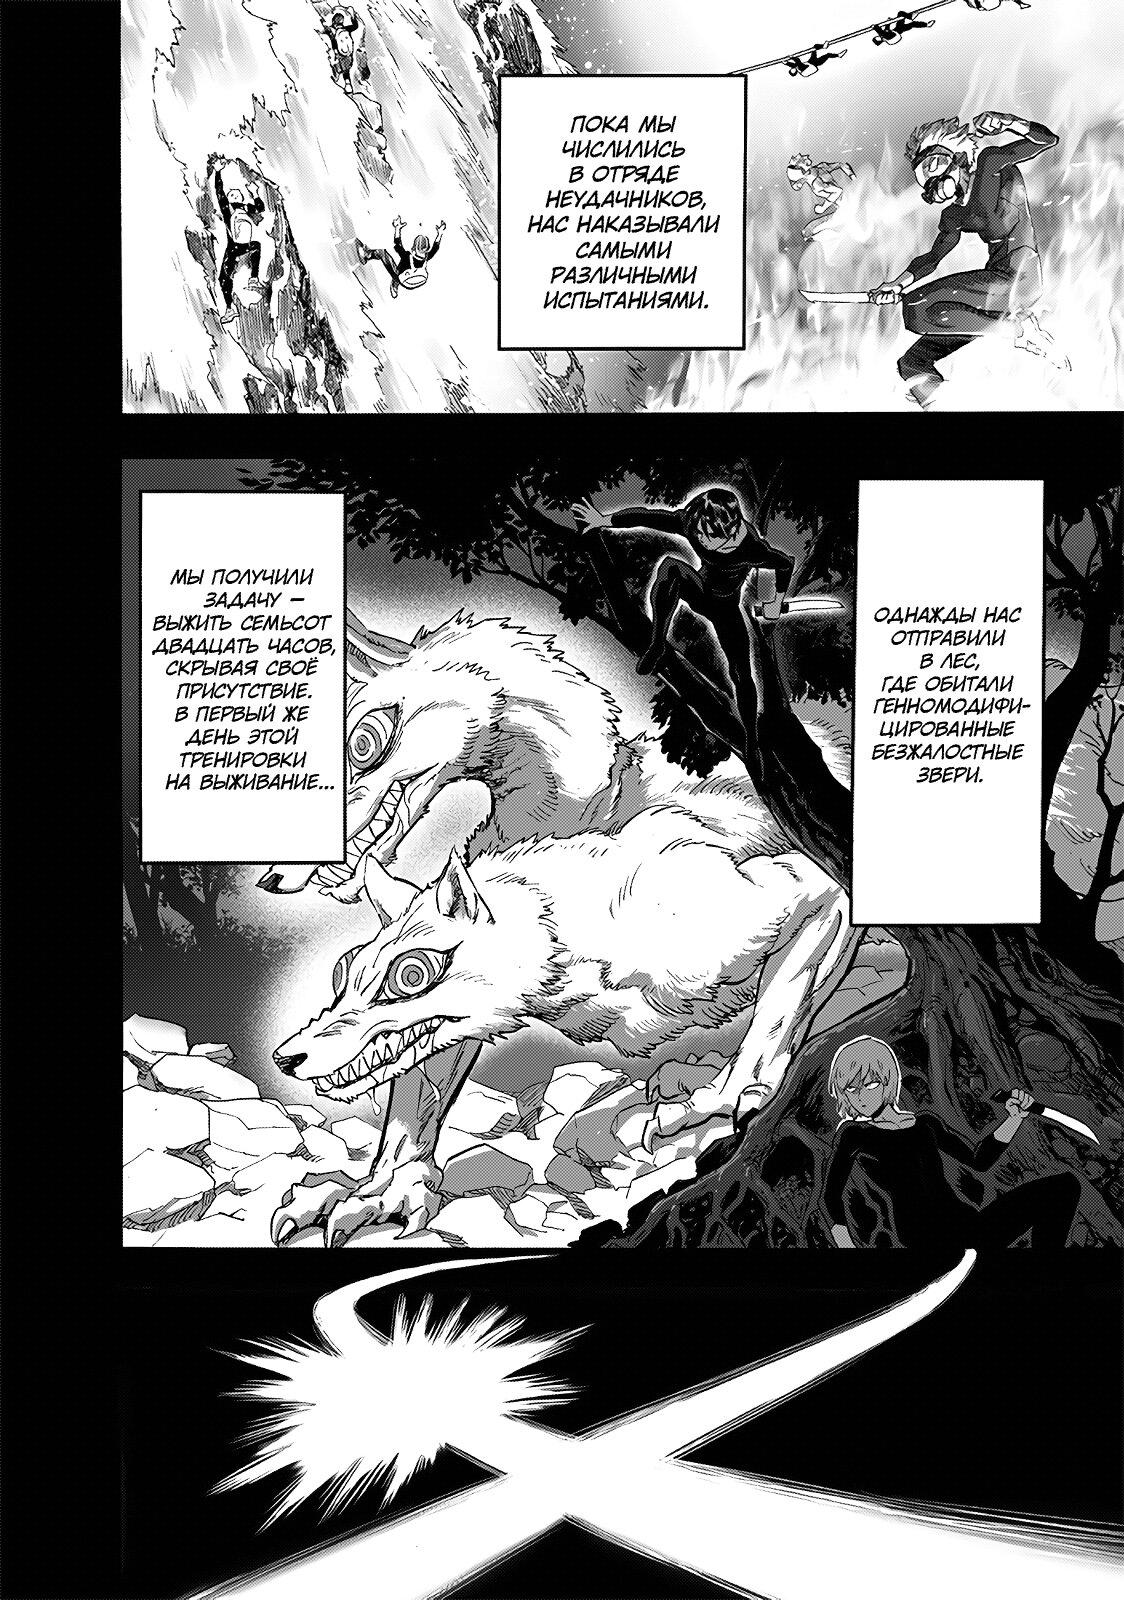 ПОКА МЫ
ЧИСЛИЛИСЬ
В ОТРЯДЕ
НЕУДАЧНИКОВ,
НАС НАКАЗЫВАЛИ
САМЫМИ
РАЗЛИЧНЫМИ
ИСПЫТАНИЯМИ.
ОДНАЖДЫ НАС
ОТПРАВИЛИ
В ЛЕС,
ГДЕ ОБИТАЛИ
ГЕННОМОДИФИ-
ЦИРОВАННЫЕ
БЕЗЖАЛОСТНЫЕ
ЗВЕРИ.
МЫ ПОЛУЧИЛИ
ЗАДАЧУ –
ВЫЖИТЬ СЕМЬСОТ
ДВАДЦАТЬ ЧАСОВ,
СКРЫВАЯ СВОЁ
ПРИСУТСТВИЕ.
В ПЕРВЫЙ ЖЕ
ДЕНЬ ЭТОЙ
ТРЕНИРОВКИ
НА ВЫЖИВАНИЕ...